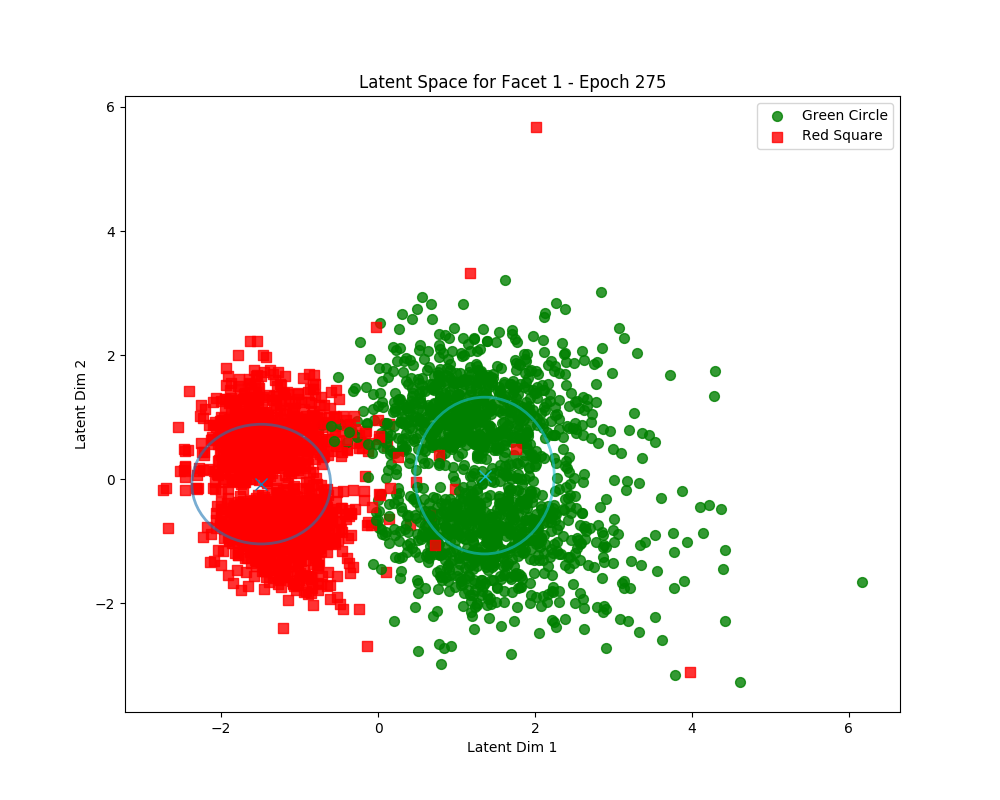 Latent Space for Facet 1 - Epoch 275
Green Circle
Red Square
6
4
2
0
−2
Latent Dim 2
−2 0 2 4 6
Latent Dim 1